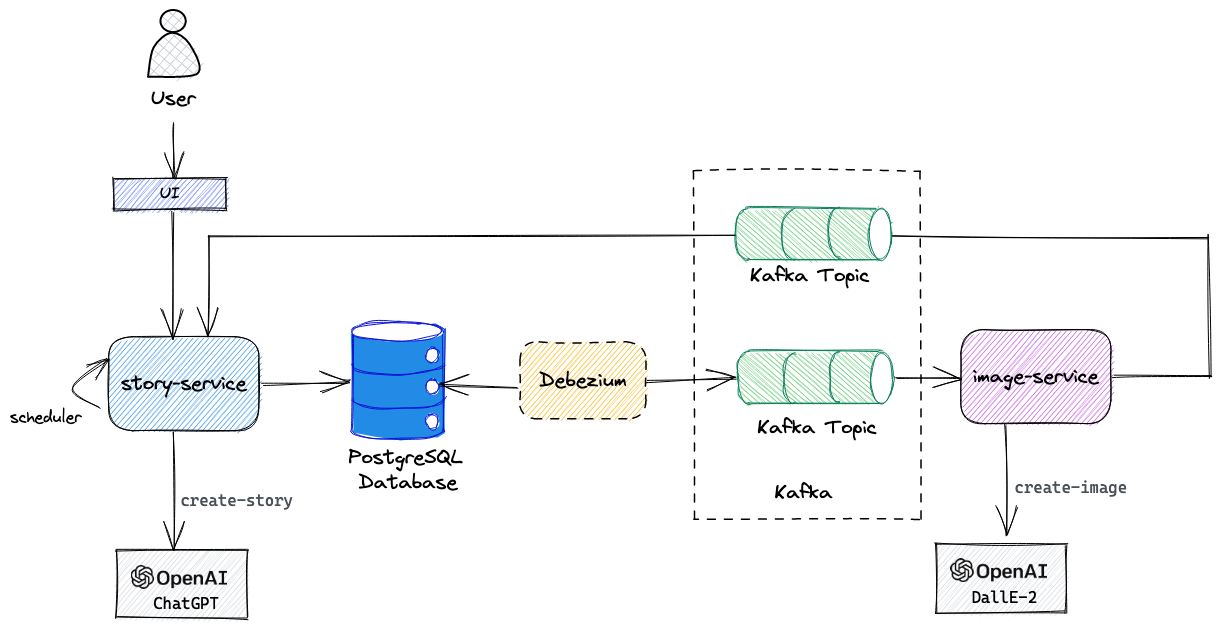 User
UI
Kafka Topic
story-service
Debezium
image-service
scheduler
Kafka Topic
PostgreSQL
Database
Kafka
create-story
create-image
OpenAI
ChatGPT
OpenAI
DallE-2